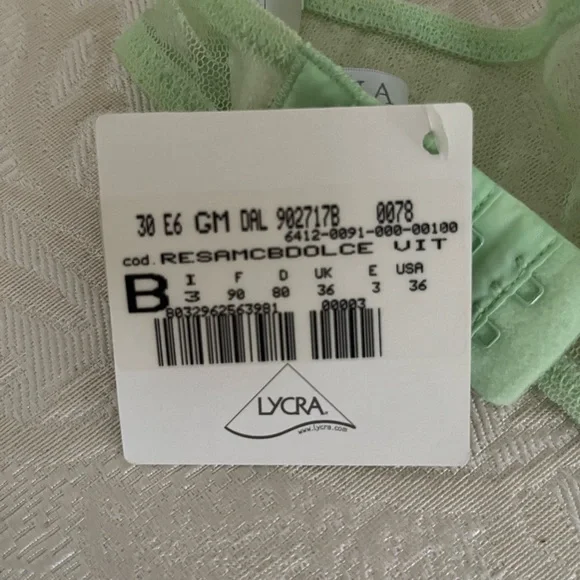 30 E6 GM DAL 902717B 0078
6412-0091-000-00100
cod. RESAMCBDOLCE VIT
B
I F D UK E USA
3 90 80 36 3 36
B032962563981 00003
LYCRA
www.lycra.com